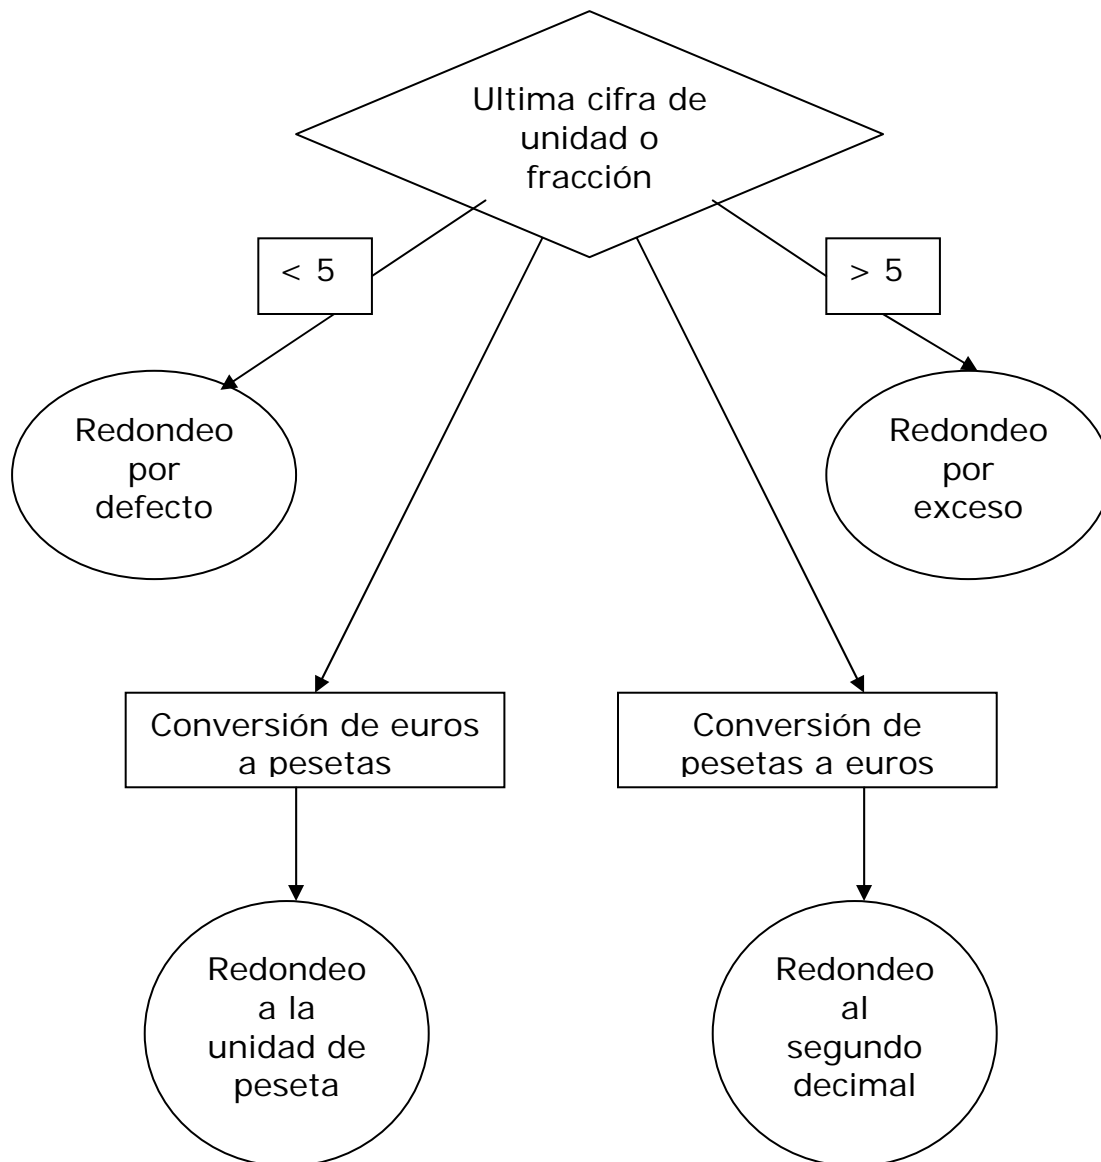 Ultima cifra de
unidad o
fracción
< 5
> 5
Redondeo
por
defecto
Redondeo
por
exceso
Conversión de euros
a pesetas
Conversión de
pesetas a euros
Redondeo
a la
unidad de
peseta
Redondeo
al
segundo
decimal